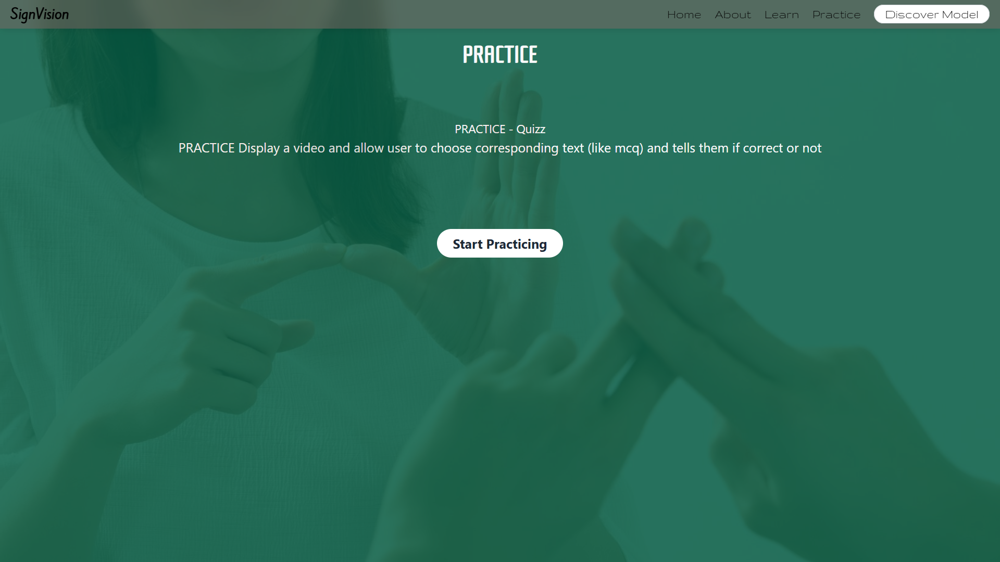 SignVision
Home About Learn Practice Discover Model
PRACTICE
PRACTICE - Quizz
PRACTICE Display a video and allow user to choose corresponding text (like mcq) and tells them if correct or not
Start Practicing